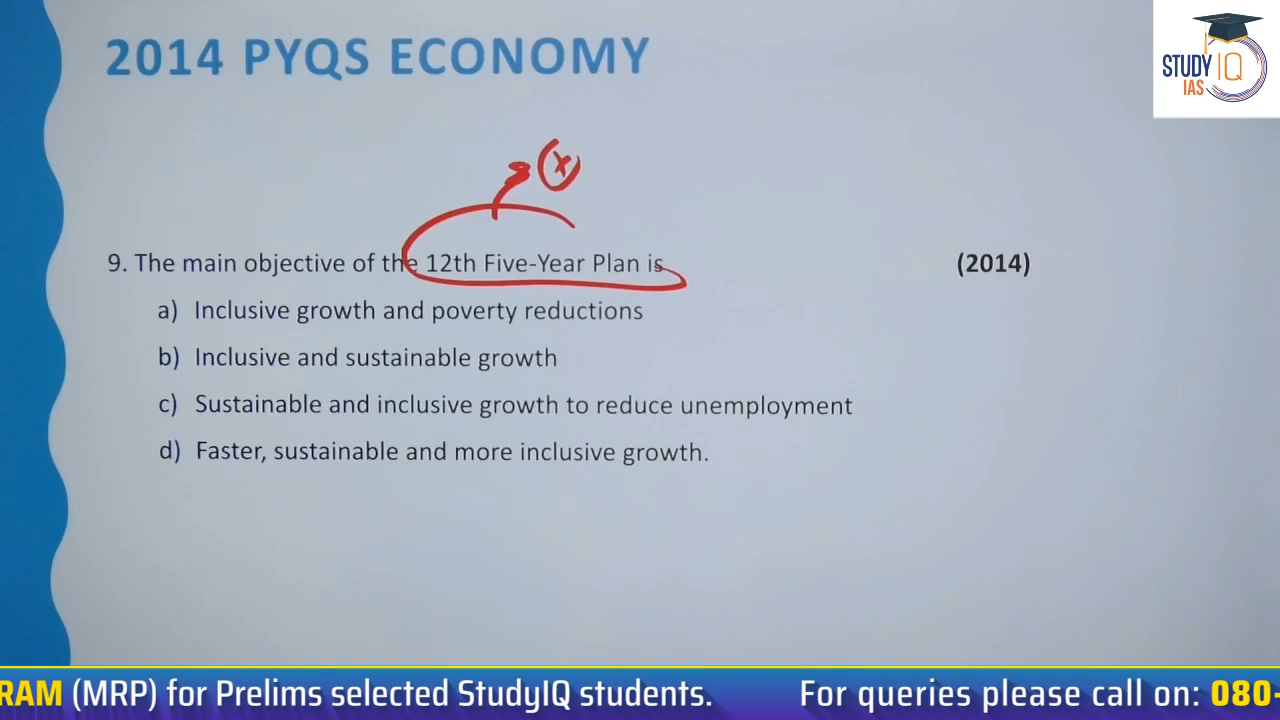 2014 PYQS ECONOMY
STUDY IQ
IAS
9. The main objective of the 12th Five-Year Plan is (2014)
a) Inclusive growth and poverty reductions
b) Inclusive and sustainable growth
c) Sustainable and inclusive growth to reduce unemployment
d) Faster, sustainable and more inclusive growth.
RAM (MRP) for Prelims selected StudyIQ students. For queries please call on: 080-